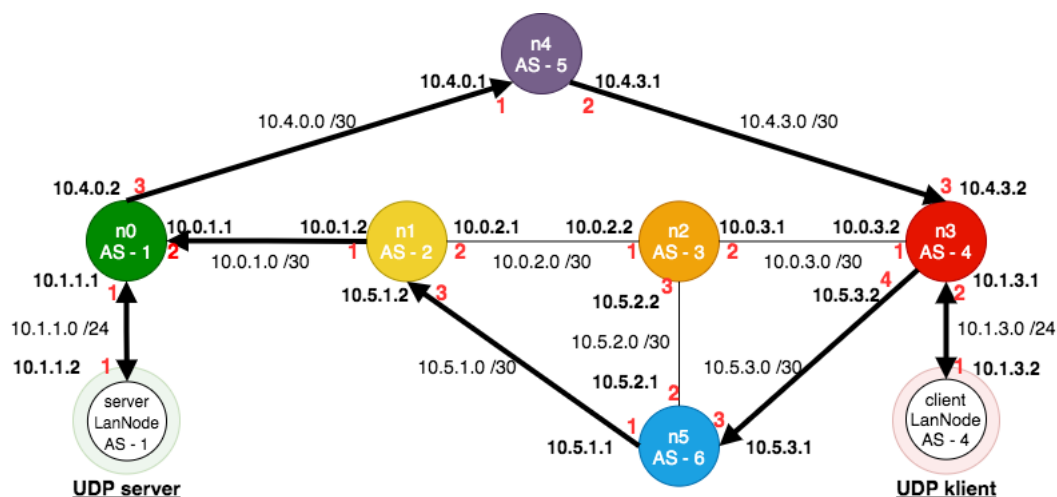 n4
AS - 5
10.4.0.1
10.4.3.1
1
2
10.4.0.0 /30
10.4.3.0 /30
10.4.0.2
3
3
10.4.3.2
n0
AS - 1
10.0.1.1
10.0.1.2
n1
AS - 2
10.0.2.1
10.0.2.2
n2
AS - 3
10.0.3.1
10.0.3.2
n3
AS - 4
2
1
2
1
2
1
10.0.1.0 /30
10.0.2.0 /30
10.0.3.0 /30
10.1.1.1
1
10.5.1.2
3
10.5.2.2
3
10.5.3.2
4
2
10.1.3.1
10.1.1.0 /24
10.5.2.0 /30
10.1.3.0 /24
10.1.1.2
1
10.5.1.0 /30
10.5.2.1
2
10.5.3.0 /30
1
10.1.3.2
server
LanNode
AS - 1
10.5.1.1
1
n5
AS - 6
3
10.5.3.1
client
LanNode
AS - 4
UDP server
UDP klient